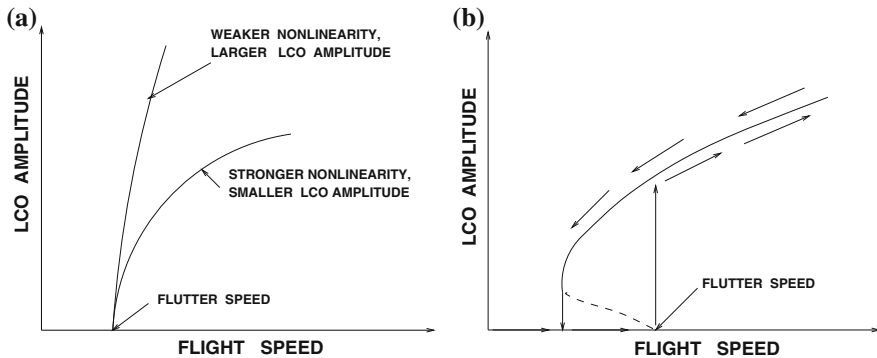 (a)
WEAKER NONLINEARITY,
LARGER LCO AMPLITUDE
LCO AMPLITUDE
STRONGER NONLINEARITY,
SMALLER LCO AMPLITUDE
FLUTTER SPEED
FLIGHT SPEED
(b)
LCO AMPLITUDE
FLUTTER SPEED
FLIGHT SPEED